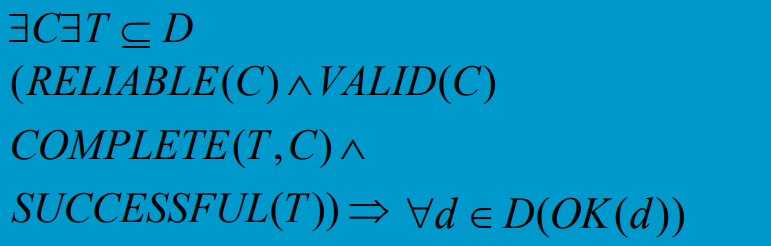 ∃C∃T ⊆ D
(RELIABLE(C) ∧ VALID(C)
COMPLETE(T,C) ∧
SUCCESSFUL(T)) ⇒ ∀d ∈ D(OK(d))